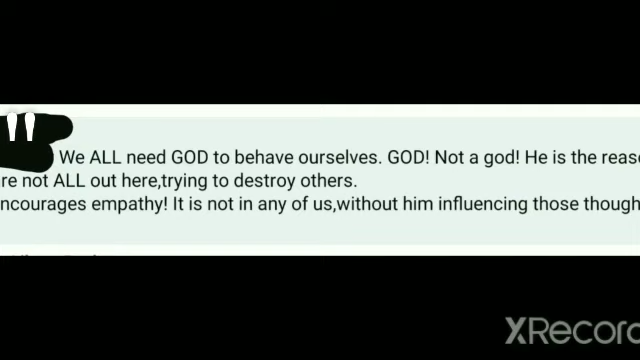 We ALL need GOD to behave ourselves. GOD! Not a god! He is the reas
re not ALL out here,trying to destroy others.
ncourages empathy! It is not in any of us,without him influencing those though
XRecord